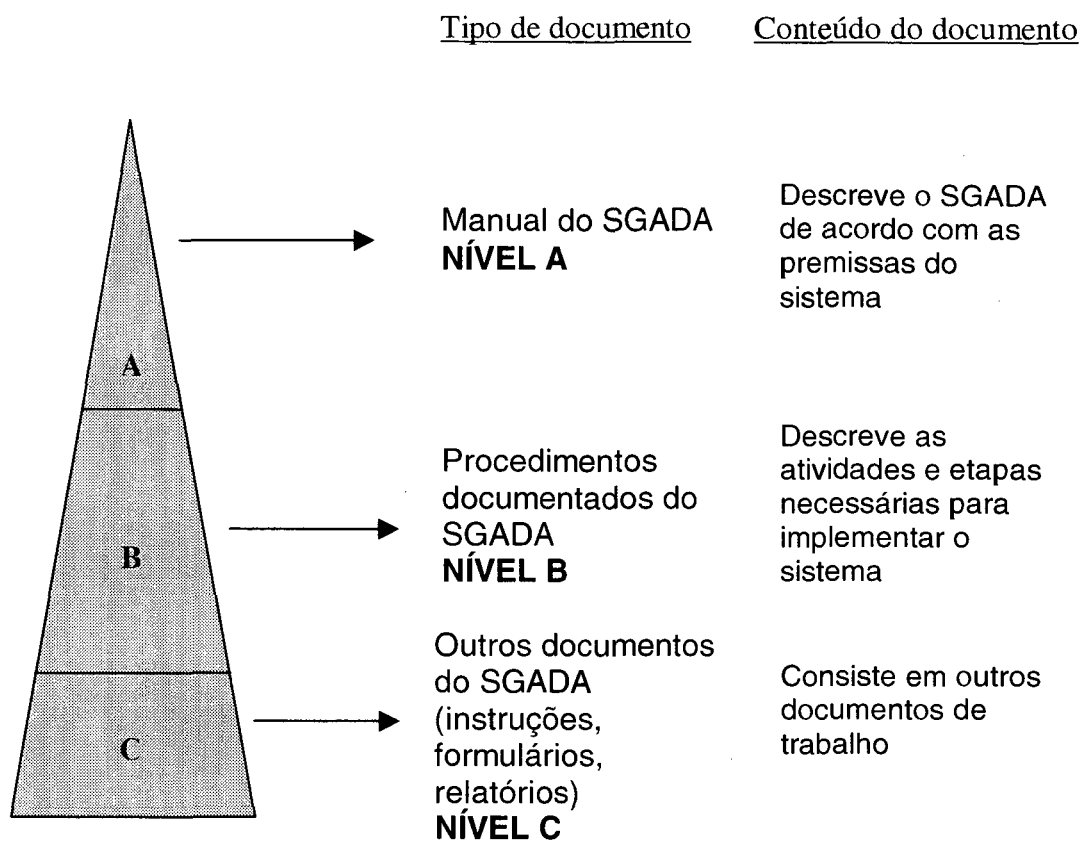 Tipo de documento
Conteúdo do documento
Manual do SGADA
NÍVEL A
Descreve o SGADA
de acordo com as
premissas do
sistema
A
Procedimentos
documentados do
SGADA
NÍVEL B
Descreve as
atividades e etapas
necessárias para
implementar o
sistema
B
Outros documentos
do SGADA
(instruções,
formulários,
relatórios)
NÍVEL C
Consiste em outros
documentos de
trabalho
C